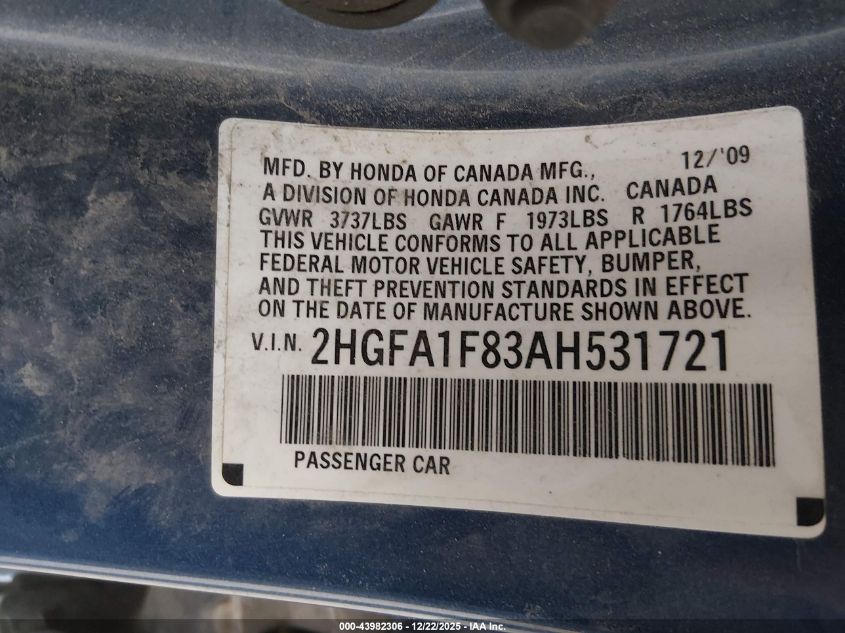 MFD. BY HONDA OF CANADA MFG., 12/'09
A DIVISION OF HONDA CANADA INC. CANADA
GVWR 3737LBS GAWR F 1973LBS R 1764LBS
THIS VEHICLE CONFORMS TO ALL APPLICABLE
FEDERAL MOTOR VEHICLE SAFETY, BUMPER,
AND THEFT PREVENTION STANDARDS IN EFFECT
ON THE DATE OF MANUFACTURE SHOWN ABOVE.
V.I.N. 2HGFA1F83AH531721
PASSENGER CAR
000-43982306 - 12/22/2025 - IAA Inc.